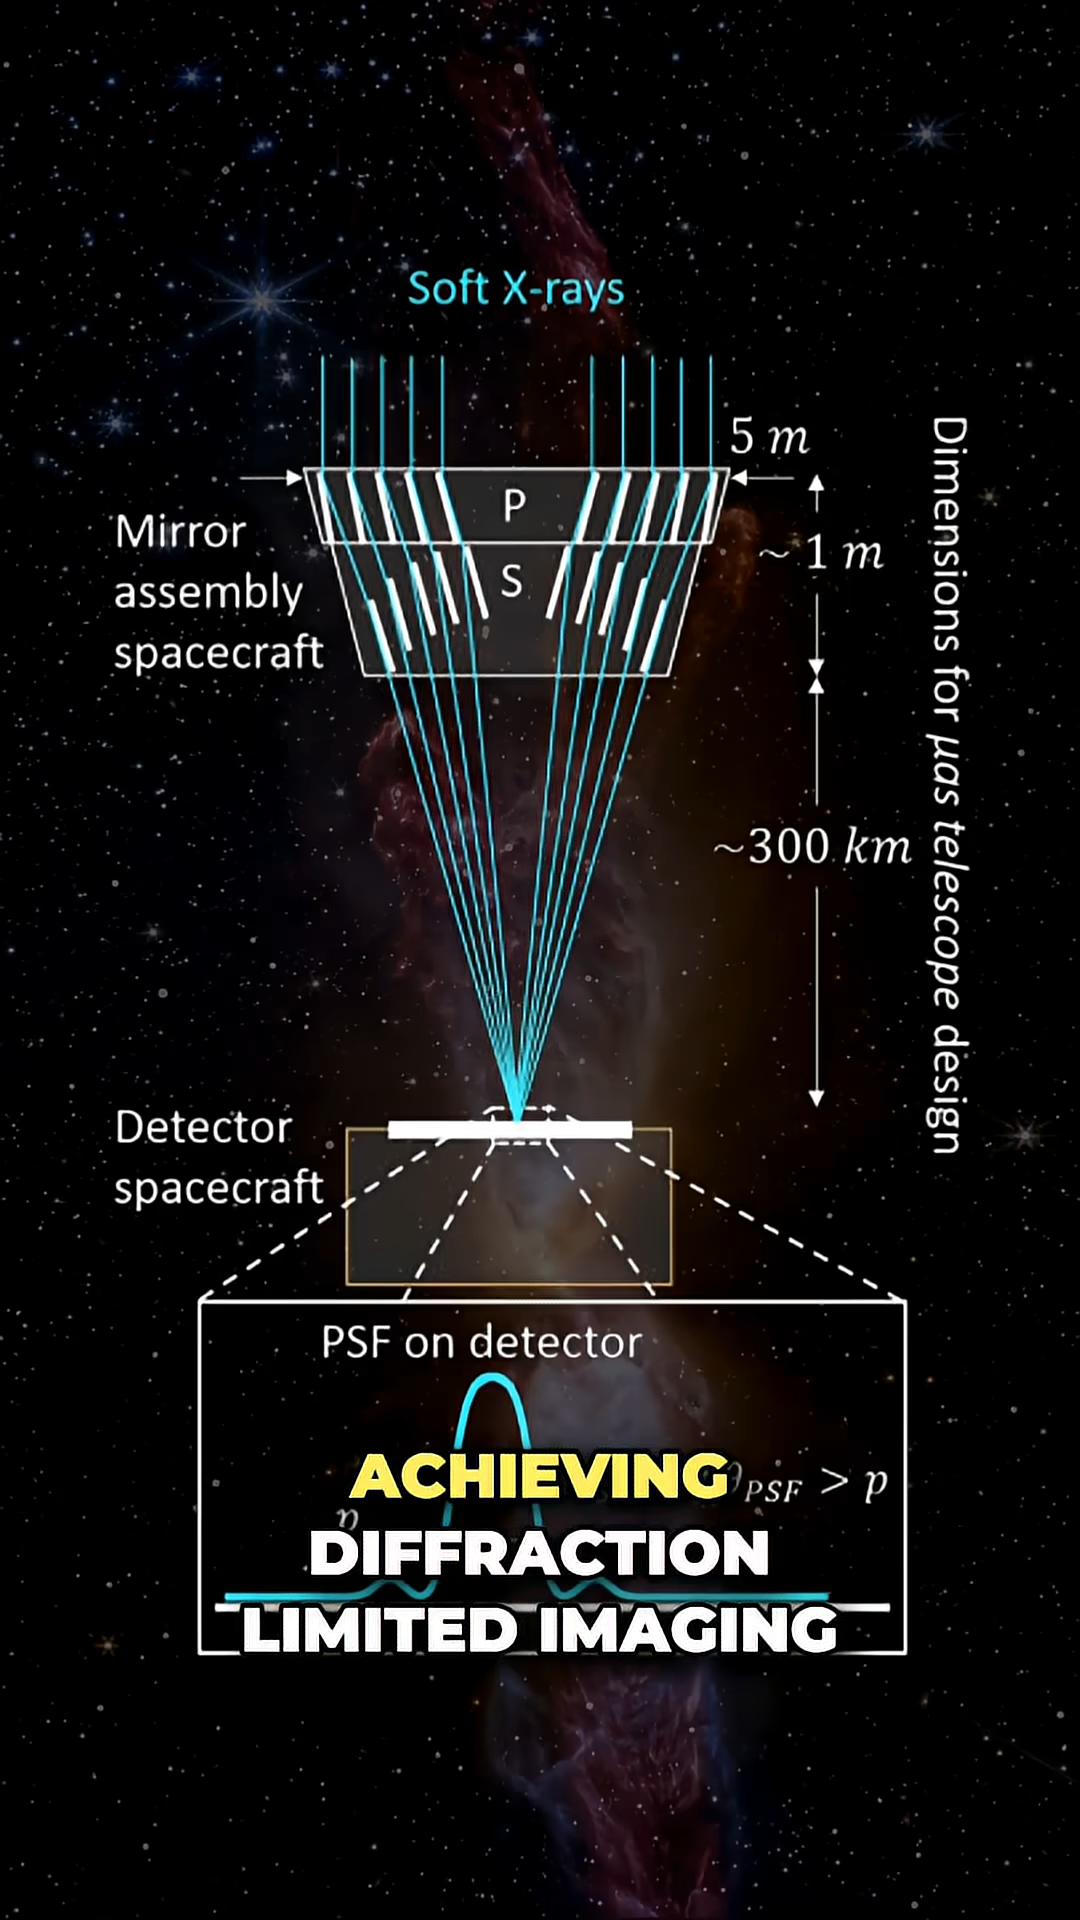 Soft X-rays
5 m
P
Mirror
assembly
spacecraft
S
~ 1 m
Dimensions for μas telescope design
~300 km
Detector
spacecraft
PSF on detector
ACHIEVING
PSF > p
DIFFRACTION
LIMITED IMAGING